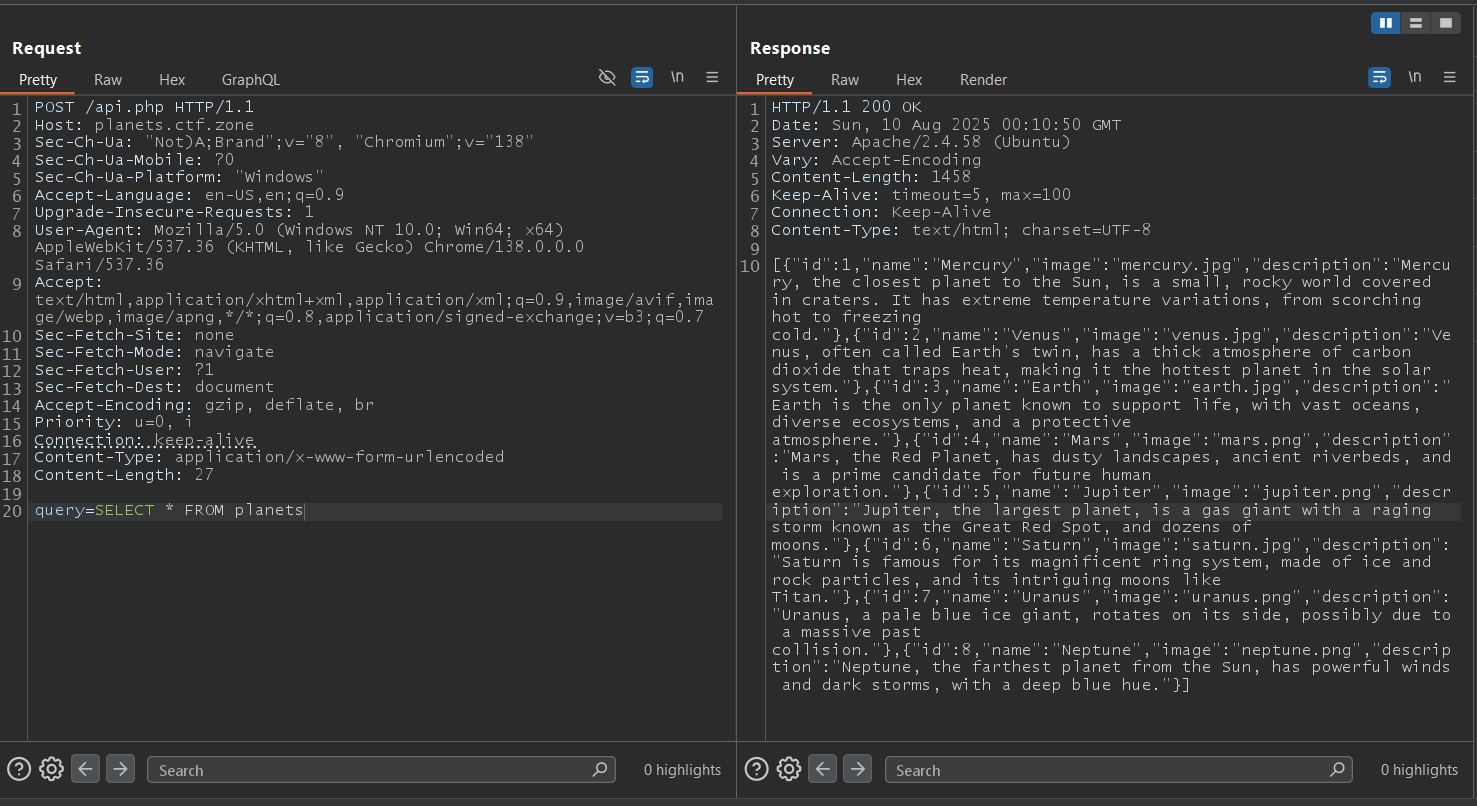 Request
Pretty Raw Hex GraphQL \n
1 POST /api.php HTTP/1.1
2 Host: planets.ctf.zone
3 Sec-Ch-Ua: "Not)A;Brand";v="8", "Chromium";v="138"
4 Sec-Ch-Ua-Mobile: ?0
5 Sec-Ch-Ua-Platform: "Windows"
6 Accept-Language: en-US,en;q=0.9
7 Upgrade-Insecure-Requests: 1
8 User-Agent: Mozilla/5.0 (Windows NT 10.0; Win64; x64)
AppleWebKit/537.36 (KHTML, like Gecko) Chrome/138.0.0.0
Safari/537.36
9 Accept:
text/html,application/xhtml+xml,application/xml;q=0.9,image/avif,ima
ge/webp,image/apng,*/*;q=0.8,application/signed-exchange;v=b3;q=0.7
10 Sec-Fetch-Site: none
11 Sec-Fetch-Mode: navigate
12 Sec-Fetch-User: ?1
13 Sec-Fetch-Dest: document
14 Accept-Encoding: gzip, deflate, br
15 Priority: u=0, i
16 Connection: keep-alive
17 Content-Type: application/x-www-form-urlencoded
18 Content-Length: 27
19
20 query=SELECT * FROM planets
Search
0 highlights
Response
Pretty Raw Hex Render \n
1 HTTP/1.1 200 OK
2 Date: Sun, 10 Aug 2025 00:10:50 GMT
3 Server: Apache/2.4.58 (Ubuntu)
4 Vary: Accept-Encoding
5 Content-Length: 1458
6 Keep-Alive: timeout=5, max=100
7 Connection: Keep-Alive
8 Content-Type: text/html; charset=UTF-8
9
10 [{"id":1,"name":"Mercury","image":"mercury.jpg","description":"Mercu
ry, the closest planet to the Sun, is a small, rocky world covered
in craters. It has extreme temperature variations, from scorching
hot to freezing
cold."},{"id":2,"name":"Venus","image":"venus.jpg","description":"Ve
nus, often called Earth's twin, has a thick atmosphere of carbon
dioxide that traps heat, making it the hottest planet in the solar
system."},{"id":3,"name":"Earth","image":"earth.jpg","description":"
Earth is the only planet known to support life, with vast oceans,
diverse ecosystems, and a protective
atmosphere."},{"id":4,"name":"Mars","image":"mars.png","description"
:"Mars, the Red Planet, has dusty landscapes, ancient riverbeds, and
is a prime candidate for future human
exploration."},{"id":5,"name":"Jupiter","image":"jupiter.png","descr
iption":"Jupiter, the largest planet, is a gas giant with a raging
storm known as the Great Red Spot, and dozens of
moons."},{"id":6,"name":"Saturn","image":"saturn.jpg","description":
"Saturn is famous for its magnificent ring system, made of ice and
rock particles, and its intriguing moons like
Titan."},{"id":7,"name":"Uranus","image":"uranus.png","description":
"Uranus, a pale blue ice giant, rotates on its side, possibly due to
a massive past
collision."},{"id":8,"name":"Neptune","image":"neptune.png","descrip
tion":"Neptune, the farthest planet from the Sun, has powerful winds
and dark storms, with a deep blue hue."}]
Search
0 highlights